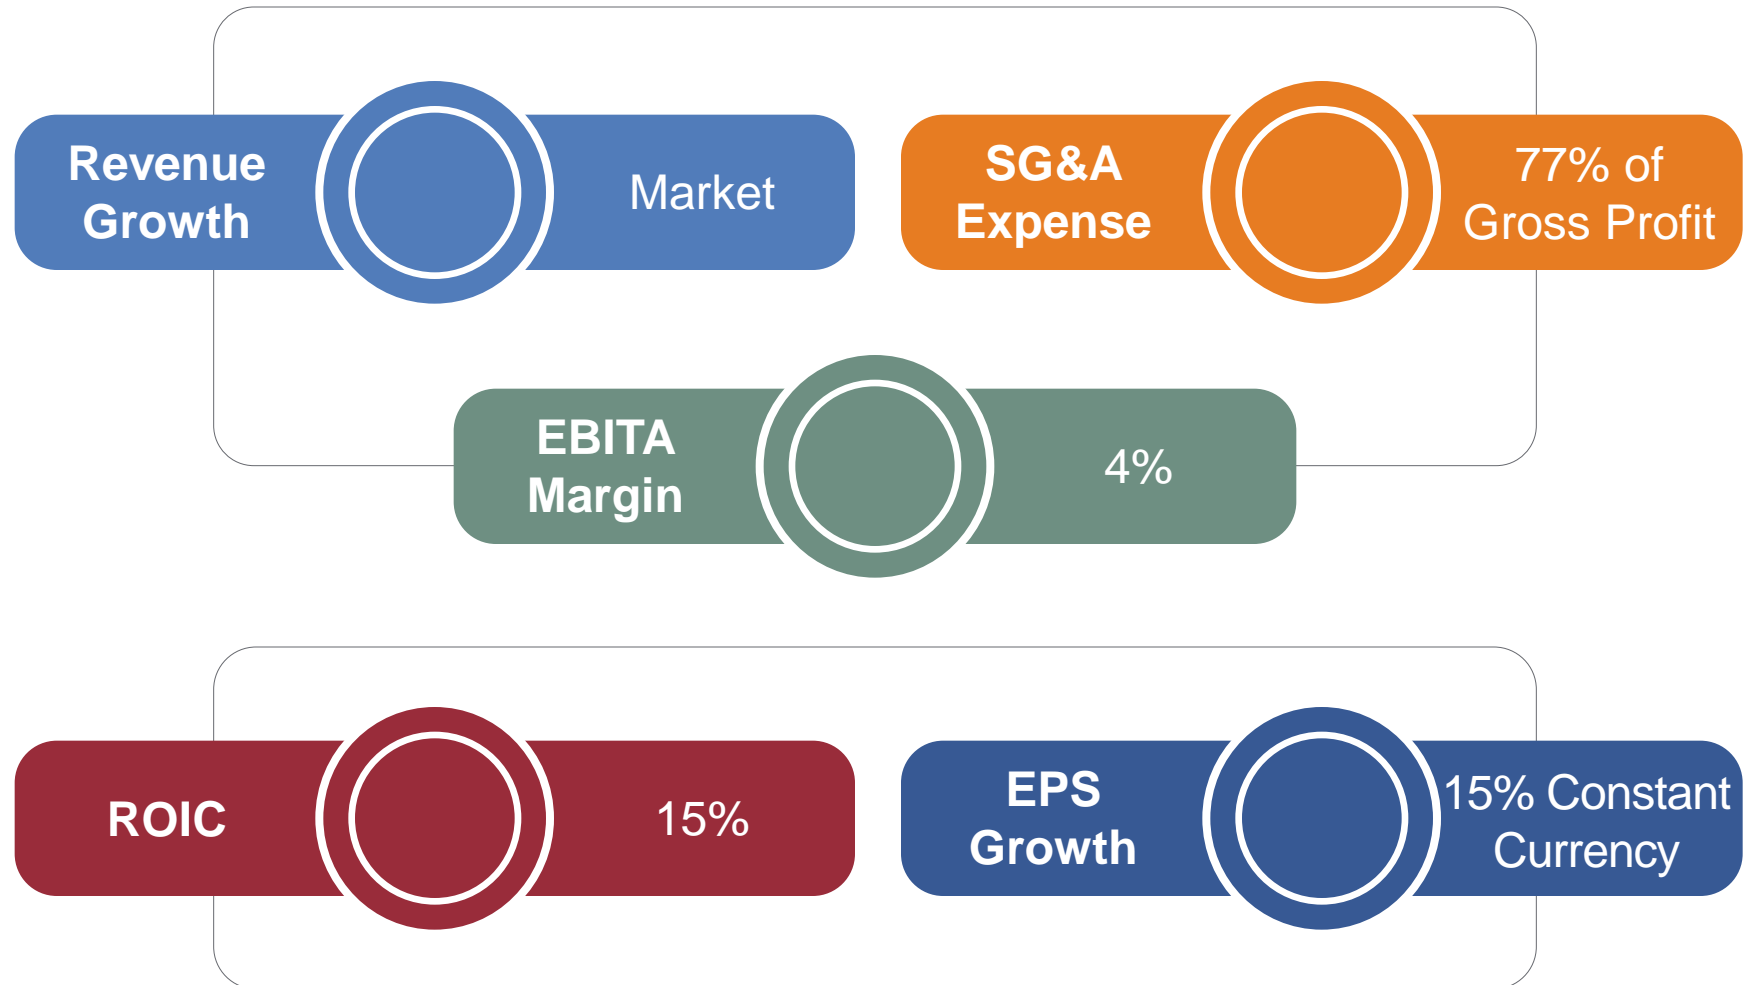 Revenue
Growth
Market
SG&A
Expense
77% of
Gross Profit
EBITA
Margin
4%
ROIC
15%
EPS
Growth
15% Constant
Currency